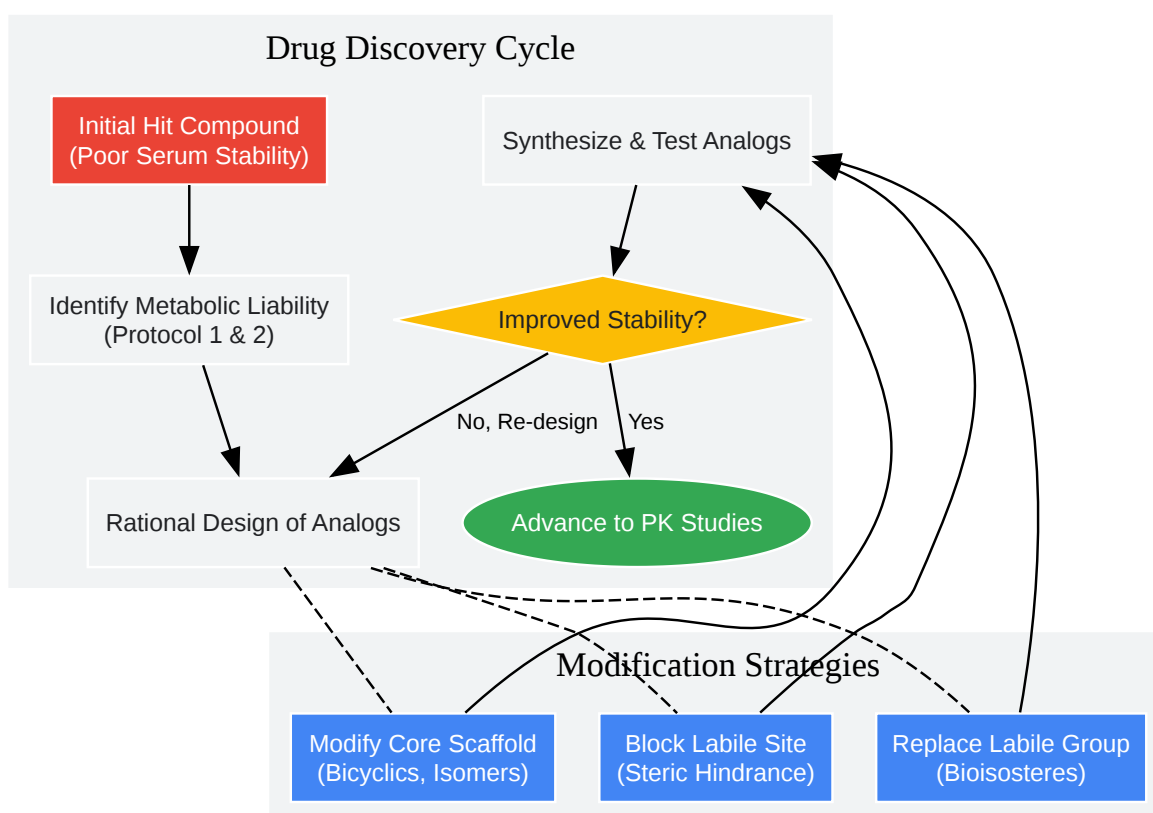 Drug Discovery Cycle
Initial Hit Compound
(Poor Serum Stability)
Synthesize & Test Analogs
Identify Metabolic Liability
(Protocol 1 & 2)
Improved Stability?
No, Re-design
Yes
Rational Design of Analogs
Advance to PK Studies
Modification Strategies
Modify Core Scaffold
(Bicyclics, Isomers)
Block Labile Site
(Steric Hindrance)
Replace Labile Group
(Bioisosteres)